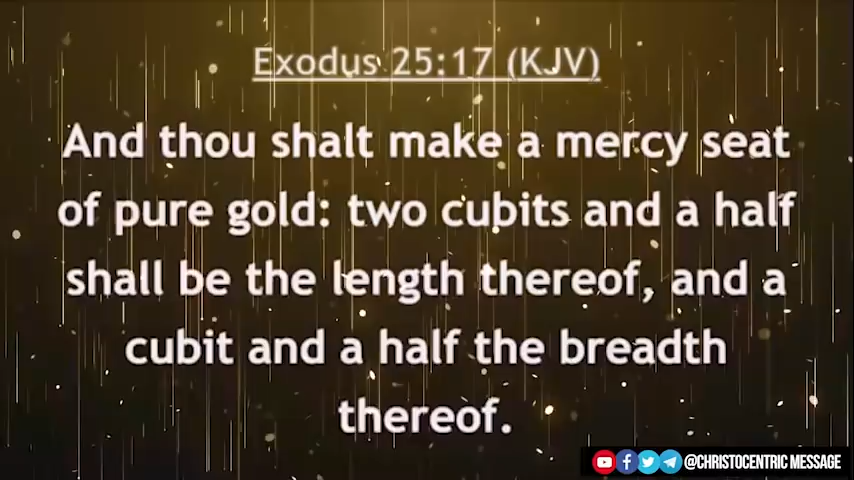 Exodus 25:17 (KJV)
And thou shalt make a mercy seat
of pure gold: two cubits and a half
shall be the length thereof, and a
cubit and a half the breadth
thereof.
@CHRISTOCENTRIC MESSAGE